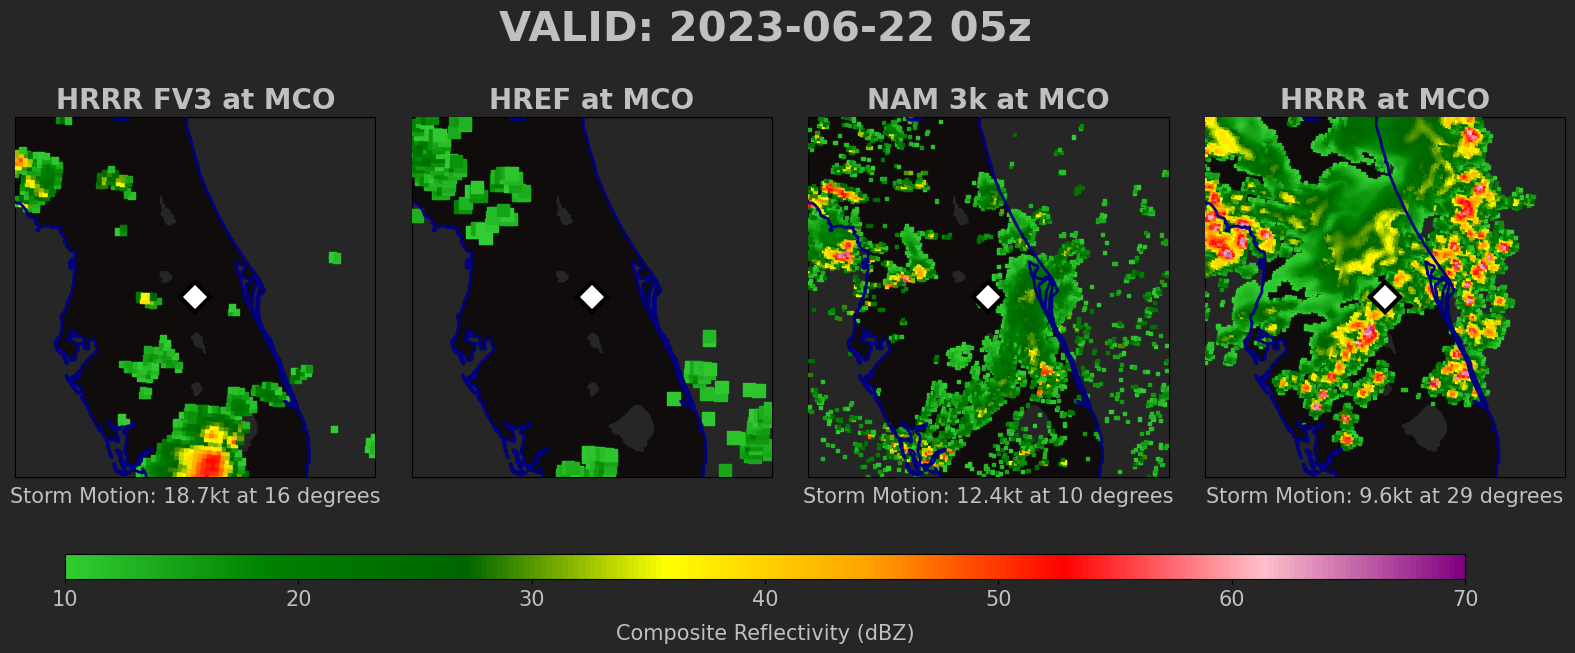 VALID: 2023-06-22 05z
HRRR FV3 at MCO
HREF at MCO
NAM 3k at MCO
HRRR at MCO
Storm Motion: 18.7kt at 16 degrees
Storm Motion: 12.4kt at 10 degrees
Storm Motion: 9.6kt at 29 degrees
10 20 30 40 50 60 70
Composite Reflectivity (dBZ)